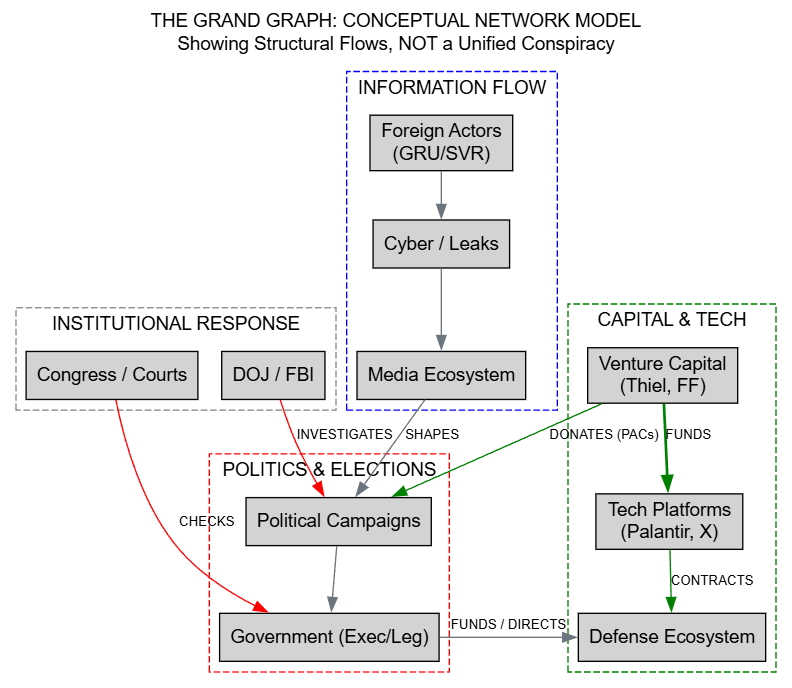 THE GRAND GRAPH: CONCEPTUAL NETWORK MODEL
Showing Structural Flows, NOT a Unified Conspiracy
INFORMATION FLOW
Foreign Actors
(GRU/SVR)
Cyber / Leaks
Media Ecosystem
INSTITUTIONAL RESPONSE
Congress / Courts
DOJ / FBI
CAPITAL & TECH
Venture Capital
(Thiel, FF)
INVESTIGATES
SHAPES
DONATES (PACs)
FUNDS
POLITICS & ELECTIONS
Political Campaigns
Tech Platforms
(Palantir, X)
CHECKS
CONTRACTS
Government (Exec/Leg)
FUNDS / DIRECTS
Defense Ecosystem